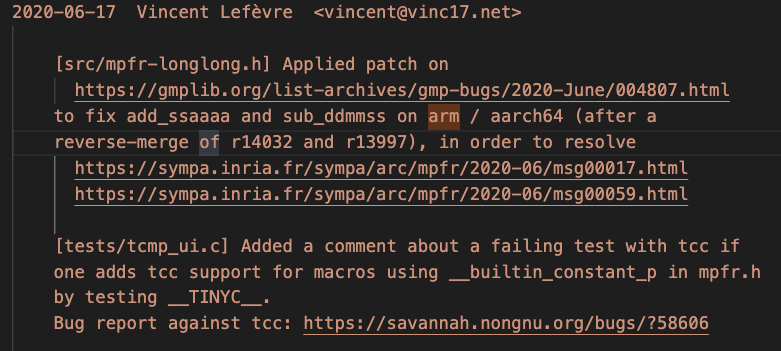 2020-06-17  Vincent Lefèvre  <vincent@vinc17.net>
[src/mpfr-longlong.h] Applied patch on
https://gmplib.org/list-archives/gmp-bugs/2020-June/004807.html
to fix add_ssaaaa and sub_ddmmss on arm / aarch64 (after a
reverse-merge of r14032 and r13997), in order to resolve
https://sympa.inria.fr/sympa/arc/mpfr/2020-06/msg00017.html
https://sympa.inria.fr/sympa/arc/mpfr/2020-06/msg00059.html
[tests/tcmp_ui.c] Added a comment about a failing test with tcc if
one adds tcc support for macros using __builtin_constant_p in mpfr.h
by testing __TINYC__.
Bug report against tcc: https://savannah.nongnu.org/bugs/?58606